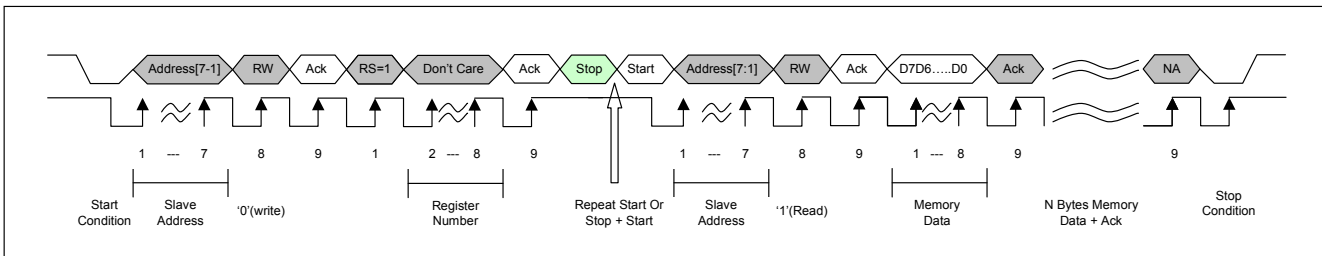 Address[7-1] RW Ack RS=1 Don't Care Ack Stop Start Address[7:1] RW Ack D7D6.....D0 Ack NA
1 --- 7 8 9 1 2 --- 8 9 1 --- 7 8 9 1 --- 8 9 9
Start Condition
Slave Address
'0'(write)
Register Number
Repeat Start Or
Stop + Start
Slave Address
'1'(Read)
Memory Data
N Bytes Memory
Data + Ack
Stop Condition